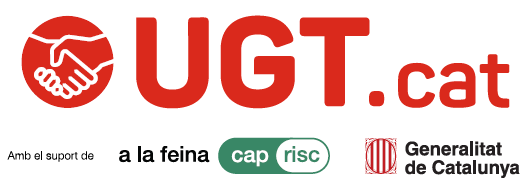 UGT.cat
Amb el suport de a la feina cap risc Generalitat
de Catalunya